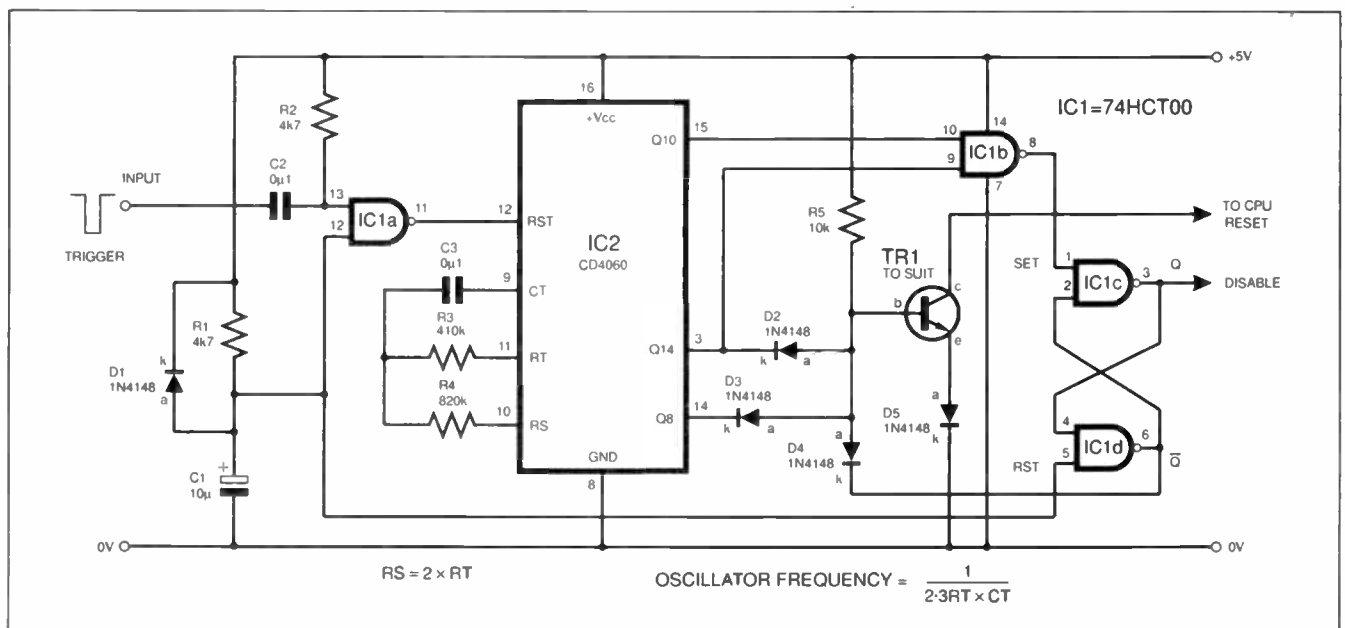 +5V
16
+Vcc
R2
4k7
IC1=74HCT00
Q10
15
10
14
IC1b
8
9
7
C2
0µ1
INPUT
13
IC1a
11
12
12
RST
TRIGGER
R5
10k
TO CPU
RESET
IC2
CD4060
TR1
TO SUIT
c
b
e
C3
0µ1
9
CT
SET
1
2
IC1c
3
Q
DISABLE
R1
4k7
R3
410k
11
RT
D2
1N4148
Q14
3
k
a
k
D1
1N4148
a
R4
820k
10
RS
D3
1N4148
Q8
14
k
a
a
D4
1N4148
k
a
D5
1N4148
k
4
IC1d
6
5
RST
Q̅
GND
8
+
C1
10µ
0V
0V
RS = 2 × RT
OSCILLATOR FREQUENCY = 1
2·3RT × CT